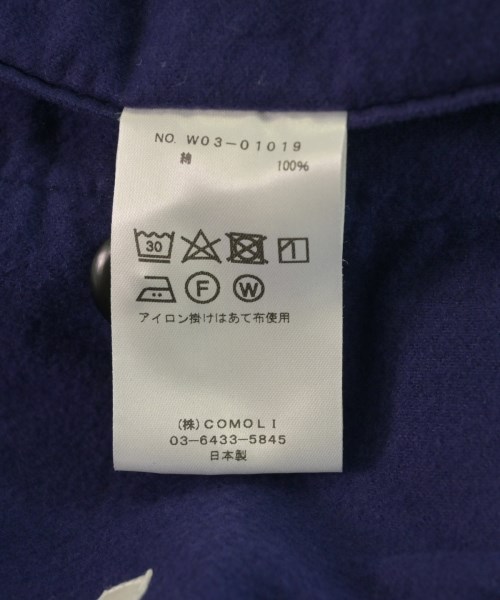 NO. W03-01019
綿 100%
30
F W
アイロン掛けはあて布使用
(株)COMOLI
03-6433-5845
日本製